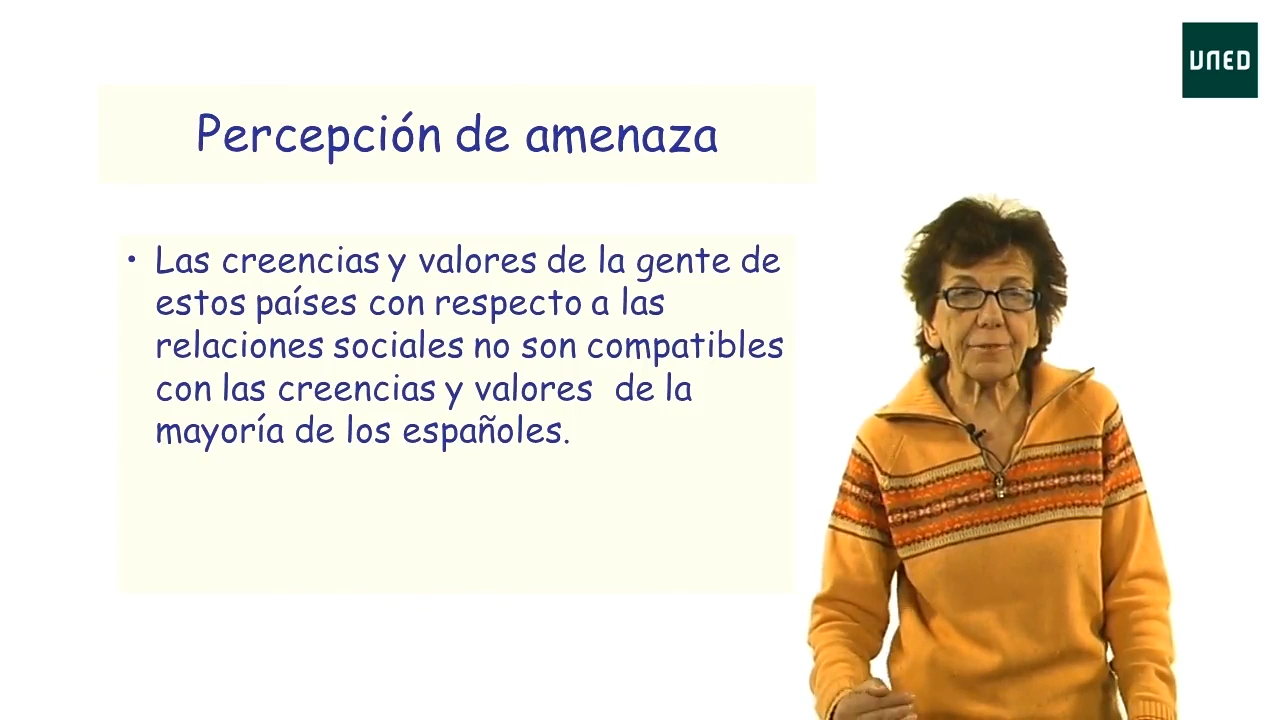 UNED
Percepción de amenaza
• Las creencias y valores de la gente de
estos países con respecto a las
relaciones sociales no son compatibles
con las creencias y valores de la
mayoría de los españoles.